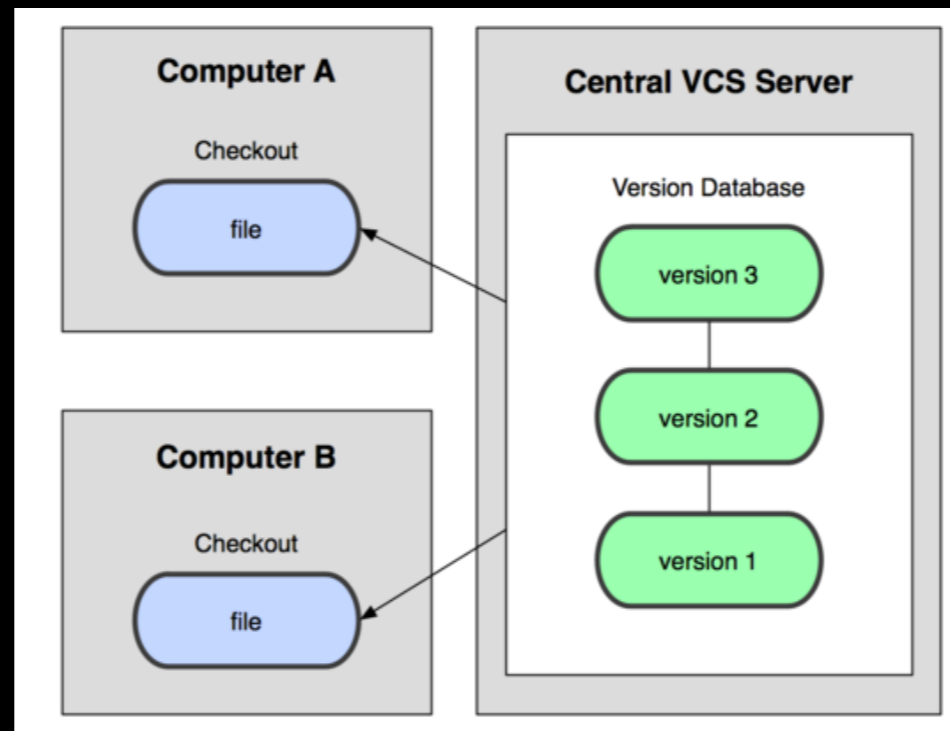 Computer A
Checkout
file
Computer B
Checkout
file
Central VCS Server
Version Database
version 3
version 2
version 1